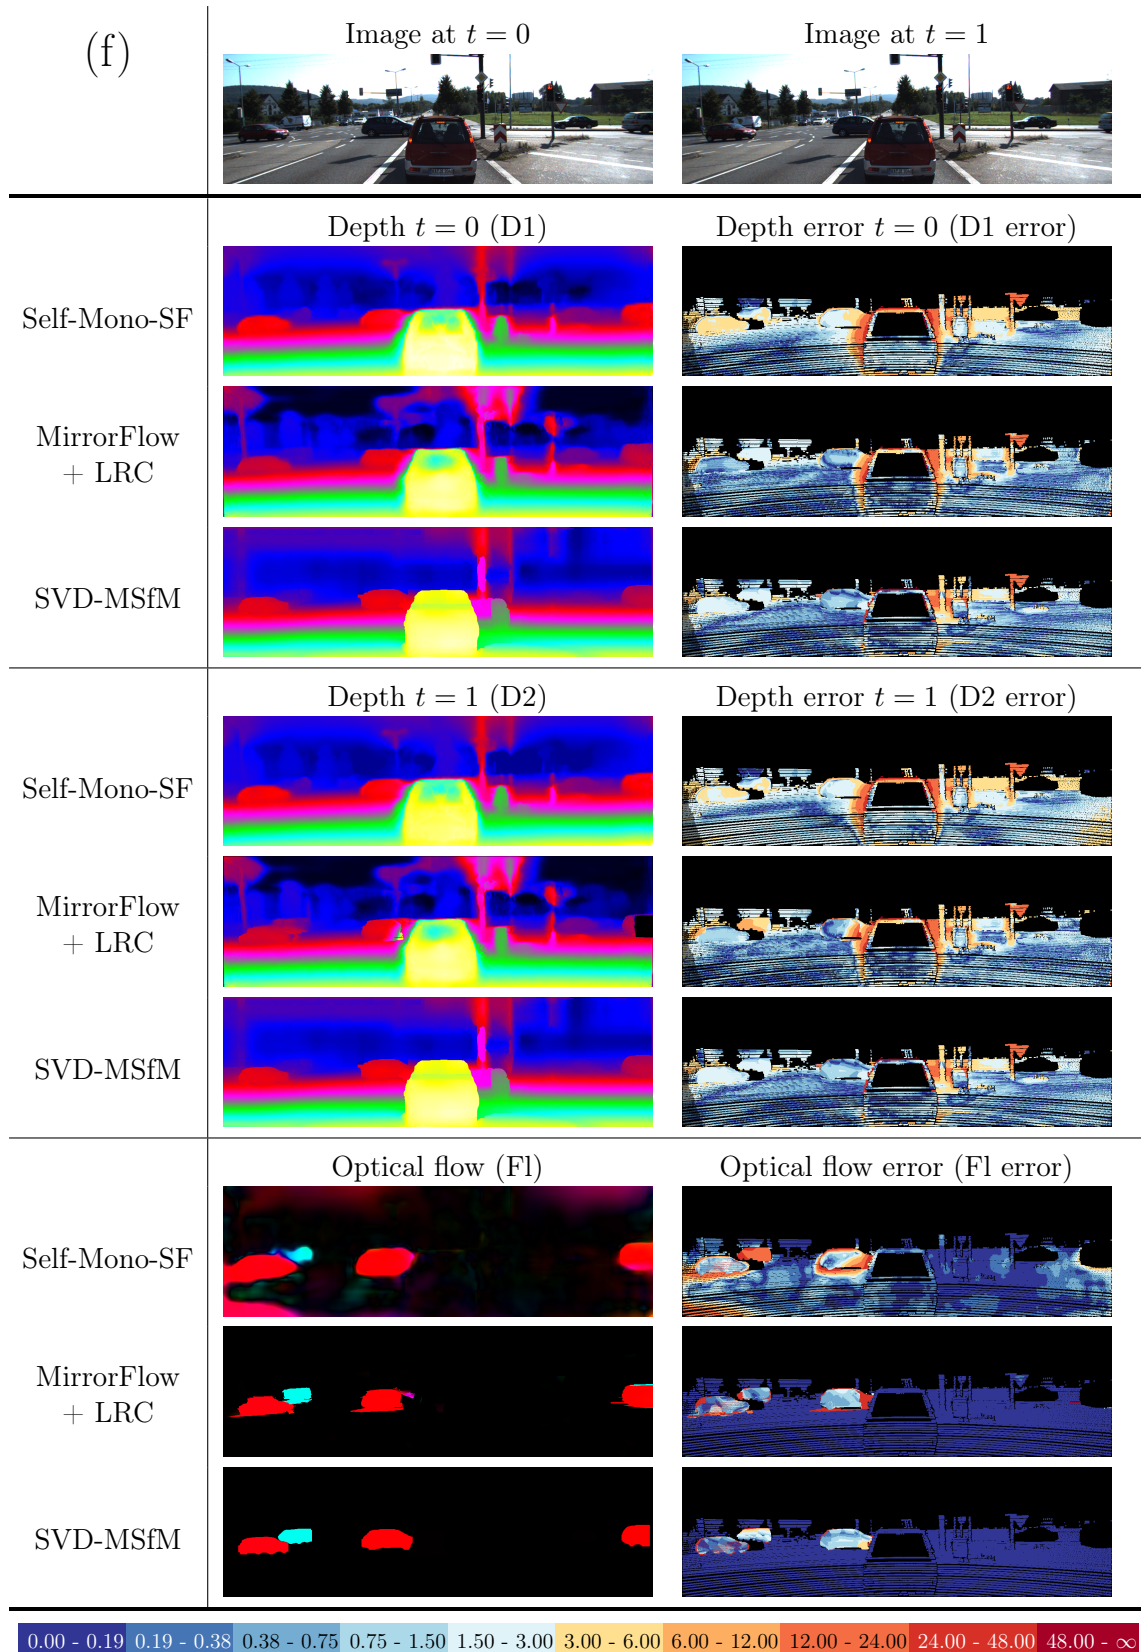 (f)
Image at t = 0
Image at t = 1
Depth t = 0 (D1)
Depth error t = 0 (D1 error)
Self-Mono-SF
MirrorFlow
+ LRC
SVD-MSfM
Depth t = 1 (D2)
Depth error t = 1 (D2 error)
Self-Mono-SF
MirrorFlow
+ LRC
SVD-MSfM
Optical flow (Fl)
Optical flow error (Fl error)
Self-Mono-SF
MirrorFlow
+ LRC
SVD-MSfM
0.00 - 0.19 0.19 - 0.38 0.38 - 0.75 0.75 - 1.50 1.50 - 3.00 3.00 - 6.00 6.00 - 12.00 12.00 - 24.00 24.00 - 48.00 48.00 - ∞